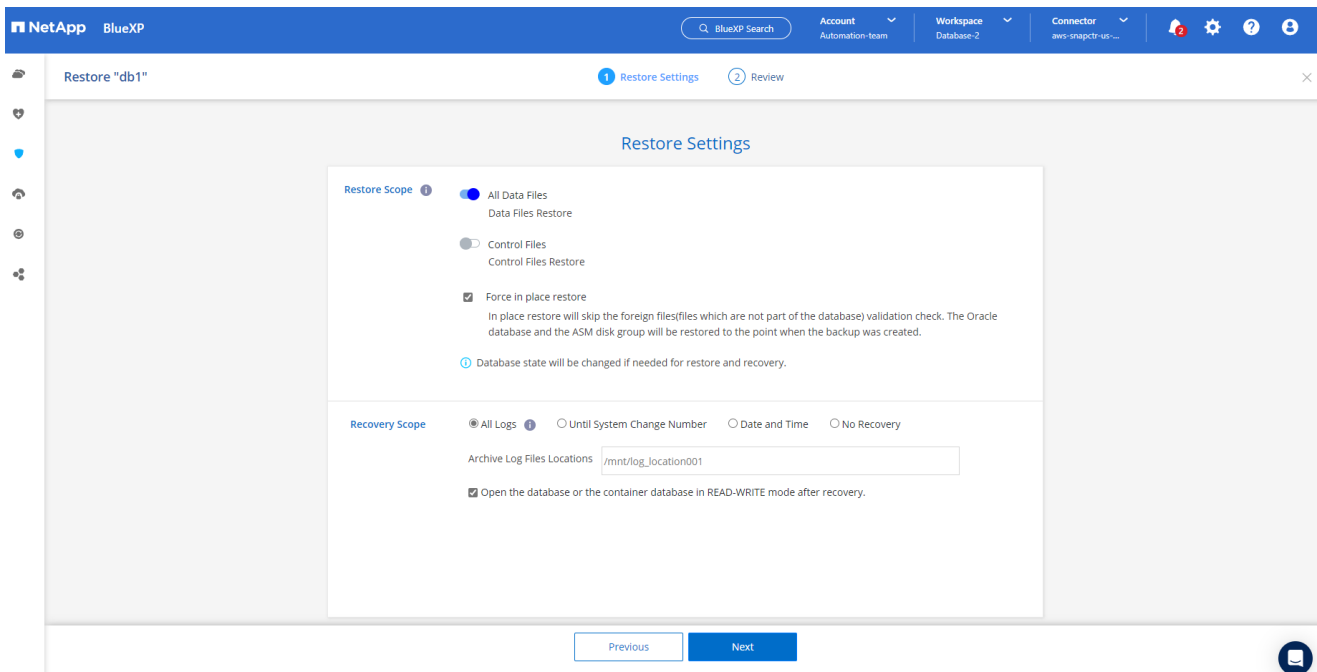 NetApp BlueXP
BlueXP Search
Account
Automation-team
Workspace
Database-2
Connector
aws-snapctr-us-...
2
Restore "db1"
1 Restore Settings
2 Review
Restore Settings
Restore Scope
All Data Files
Data Files Restore
Control Files
Control Files Restore
Force in place restore
In place restore will skip the foreign files(files which are not part of the database) validation check. The Oracle
database and the ASM disk group will be restored to the point when the backup was created.
Database state will be changed if needed for restore and recovery.
Recovery Scope
All Logs Until System Change Number Date and Time No Recovery
Archive Log Files Locations /mnt/log_location001
Open the database or the container database in READ-WRITE mode after recovery.
Previous Next